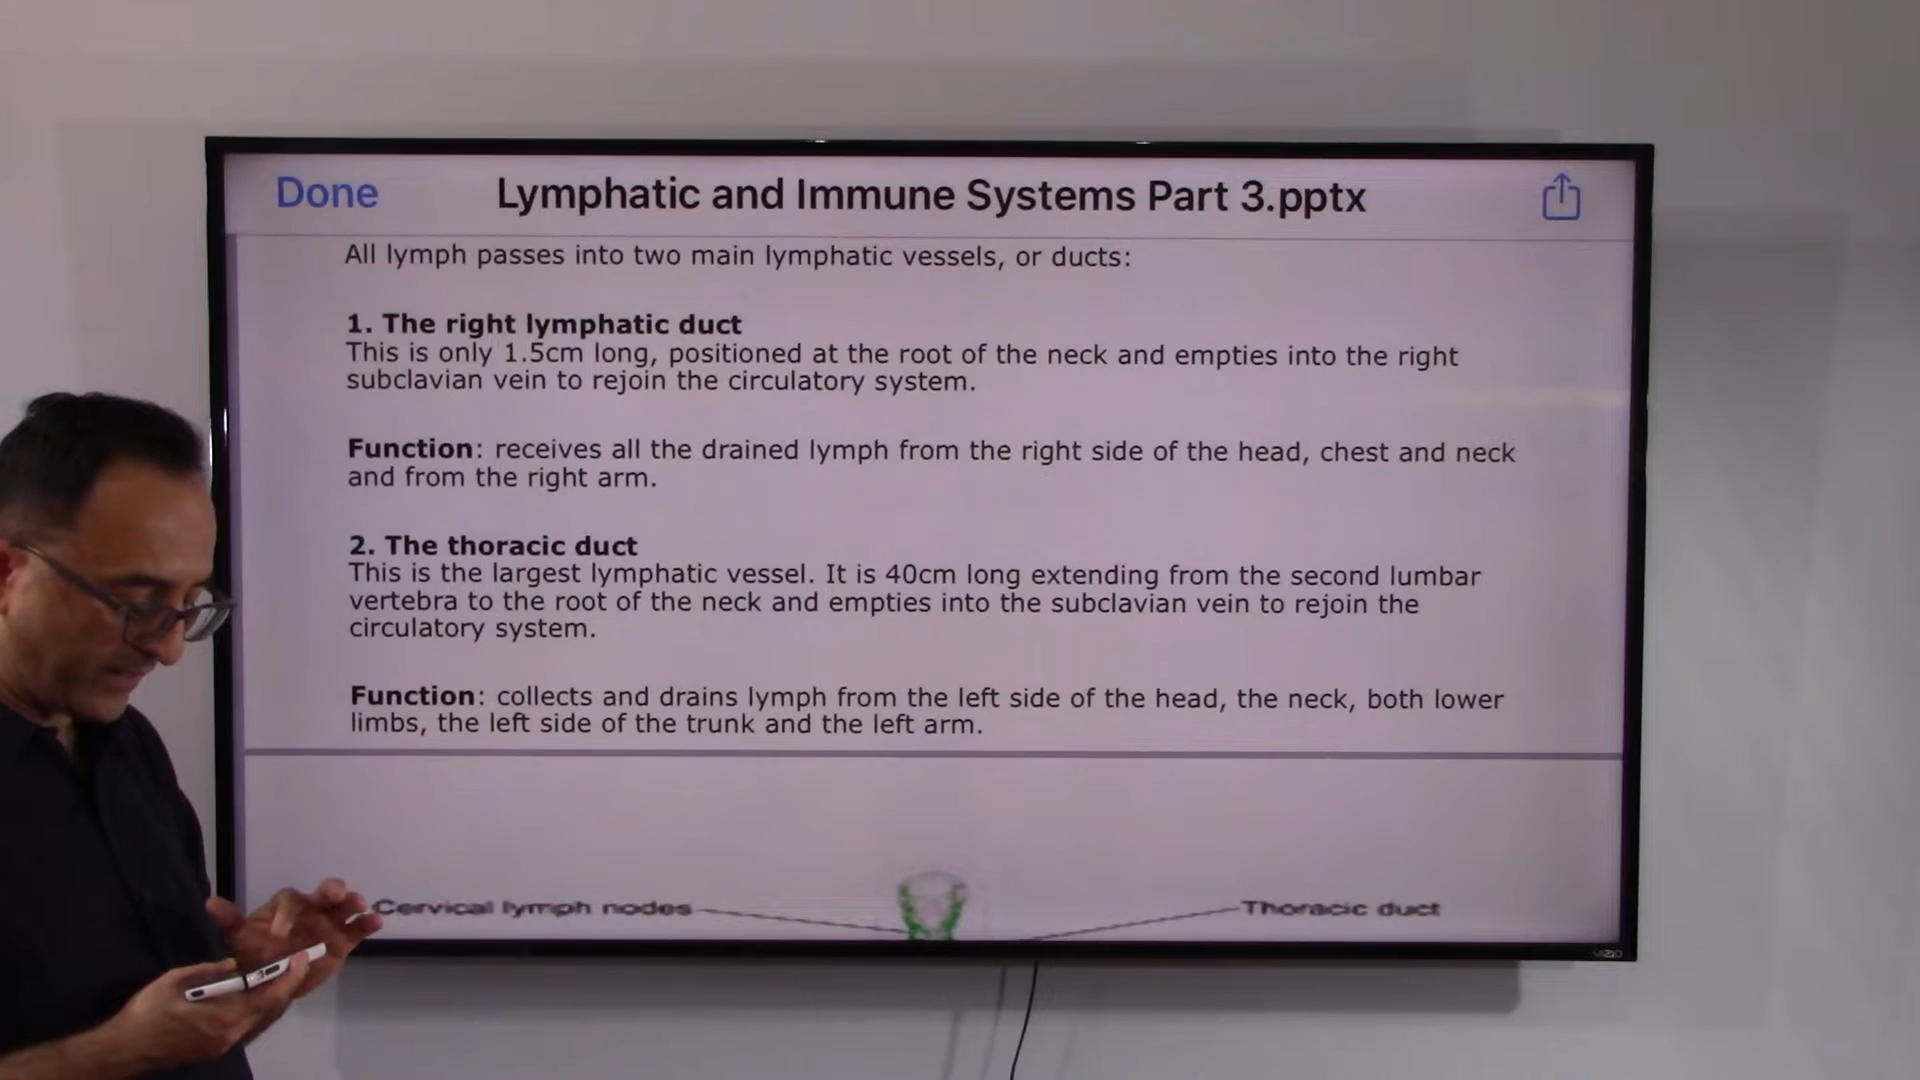 Done
Lymphatic and Immune Systems Part 3.pptx
All lymph passes into two main lymphatic vessels, or ducts:
1. The right lymphatic duct
This is only 1.5cm long, positioned at the root of the neck and empties into the right
subclavian vein to rejoin the circulatory system.
Function: receives all the drained lymph from the right side of the head, chest and neck
and from the right arm.
2. The thoracic duct
This is the largest lymphatic vessel. It is 40cm long extending from the second lumbar
vertebra to the root of the neck and empties into the subclavian vein to rejoin the
circulatory system.
Function: collects and drains lymph from the left side of the head, the neck, both lower
limbs, the left side of the trunk and the left arm.
Cervical lymph nodes
Thoracic duct
VIZIO